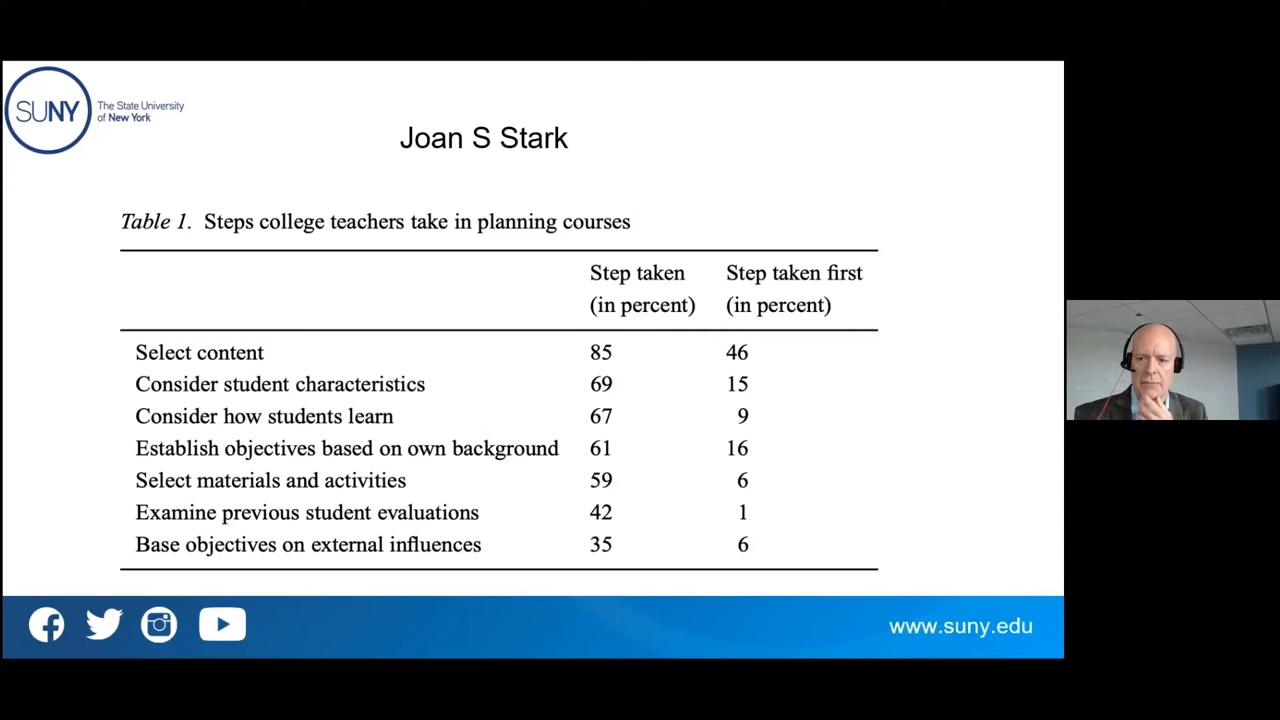 SUNY
The State University
of New York
Joan S Stark
Table 1. Steps college teachers take in planning courses
Step taken Step taken first
(in percent) (in percent)
Select content 85 46
Consider student characteristics 69 15
Consider how students learn 67 9
Establish objectives based on own background 61 16
Select materials and activities 59 6
Examine previous student evaluations 42 1
Base objectives on external influences 35 6
www.suny.edu